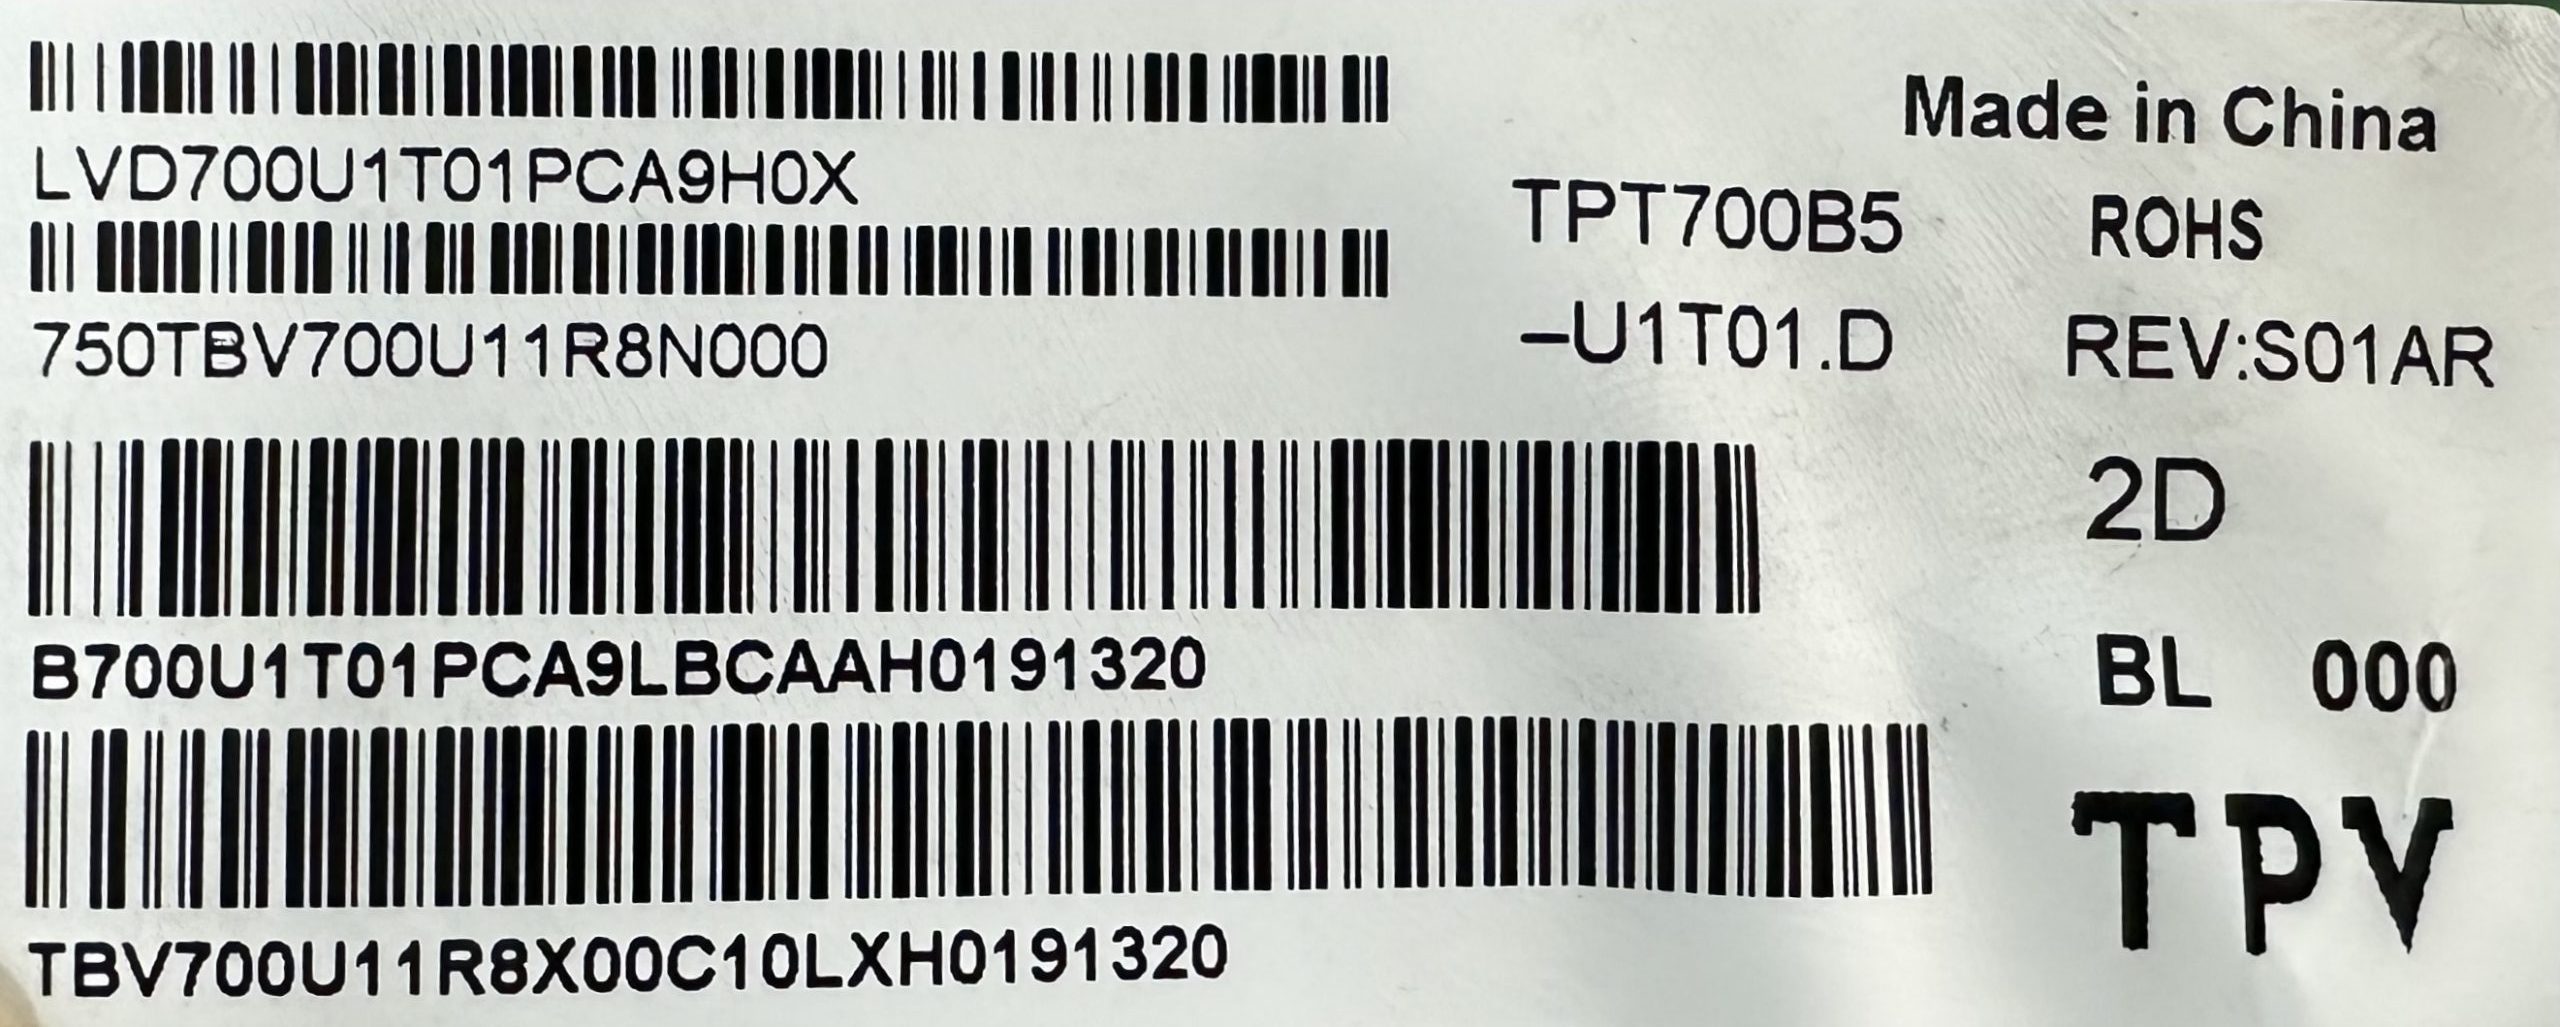 Made in China
LVD700U1T01PCA9H0X
TPT700B5 ROHS
750TBV700U11R8N000
-U1T01.D REV:S01AR
2D
B700U1T01PCA9LBCAAH0191320
BL 000
TPV
TBV700U11R8X00C10LXH0191320